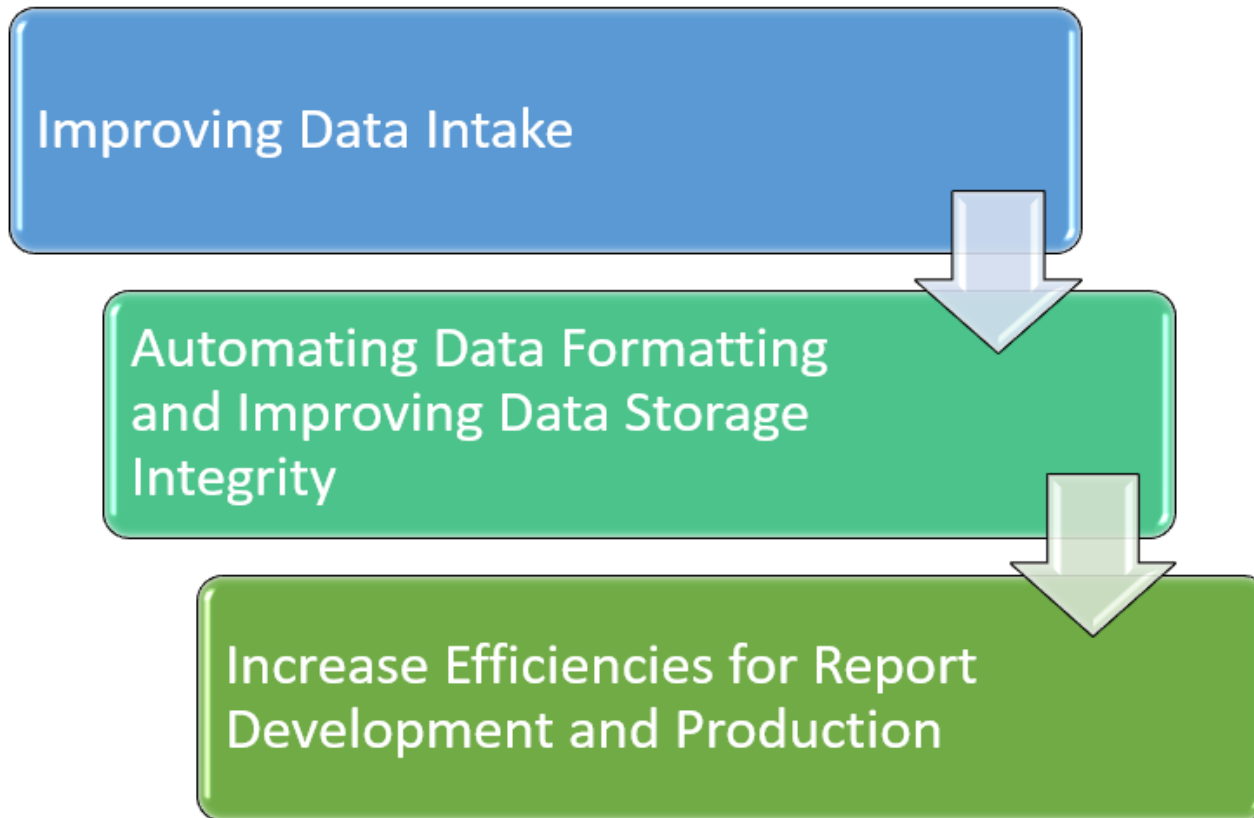 Improving Data Intake
Automating Data Formatting
and Improving Data Storage
Integrity
Increase Efficiencies for Report
Development and Production